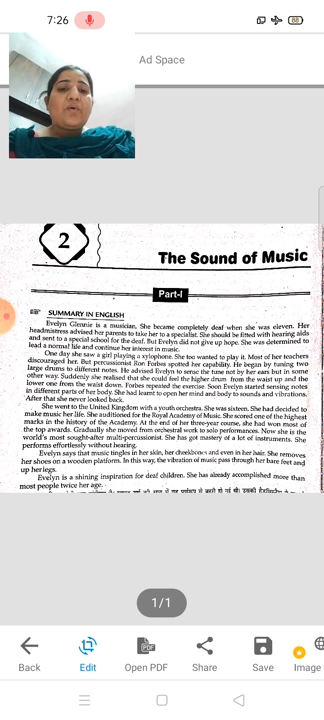 7:26
88
Ad Space
2
The Sound of Music
Part-I
SUMMARY IN ENGLISH
Evelyn Glennie is a musician. She became completely deaf when she was eleven. Her
headmistress advised her parents to take her to a specialist. She should be fitted with hearing aids
and sent to a special school for the deaf. But Evelyn did not give up hope. She was determined to
lead a normal life and continue her interest in music.
One day she saw a girl playing a xylophone. She too wanted to play it. Most of her teachers
discouraged her. But percussionist Ron Forbes spotted her capability. He began by tuning two
large drums to different notes. He advised Evelyn to sense the tune not by her ears but in some
other way. Suddenly she realised that she could feel the higher drum from the waist up and the
lower one from the waist down. Forbes repeated the exercise. Soon Evelyn started sensing notes
in different parts of her body. She had learnt to open her mind and body to sounds and vibrations.
After that she never looked back.
She went to the United Kingdom with a youth orchestra. She was sixteen. She had decided to
make music her life. She auditioned for the Royal Academy of Music. She scored one of the highest
marks in the history of the Academy. At the end of her three-year course, she had won most of
the top awards. Gradually she moved from orchestral work to solo performances. Now she is the
world's most sought-after multi-percussionist. She has got mastery of a lot of instruments. She
performs effortlessly without hearing.
Evelyn says that music tingles in her skin, her cheekbones and even in her hair. She removes
her shoes on a wooden platform. In this way, the vibration of music pass through her bare feet and
up her legs.
Evelyn is a shining inspiration for deaf children. She has already accomplished more than
most people twice her age.
1/1
Back
Edit
Open PDF
Share
Save
Image